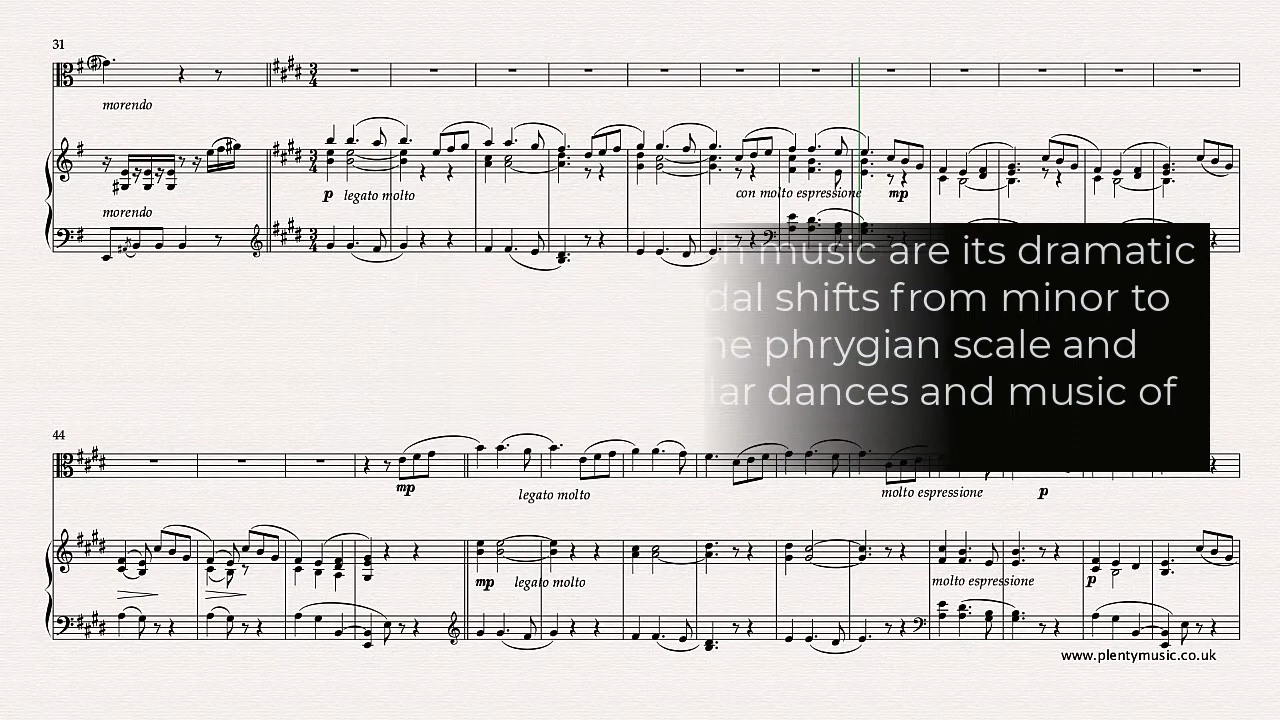 31
morendo
morendo
p legato molto
con molto espressione mp
music are its dramatic
shifts from minor to
phrygian scale and
dances and music of
44
mp
legato molto
molto espressione p
mp legato molto
molto espressione
p
www.plentymusic.co.uk